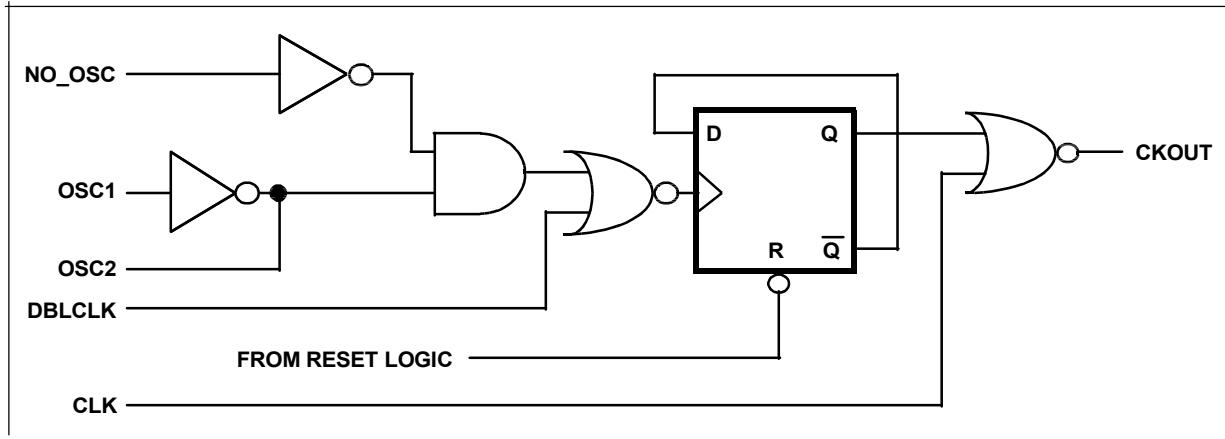 NO_OSC
OSC1
OSC2
DBLCLK
FROM RESET LOGIC
CLK
D
Q
R
Q̅
CKOUT